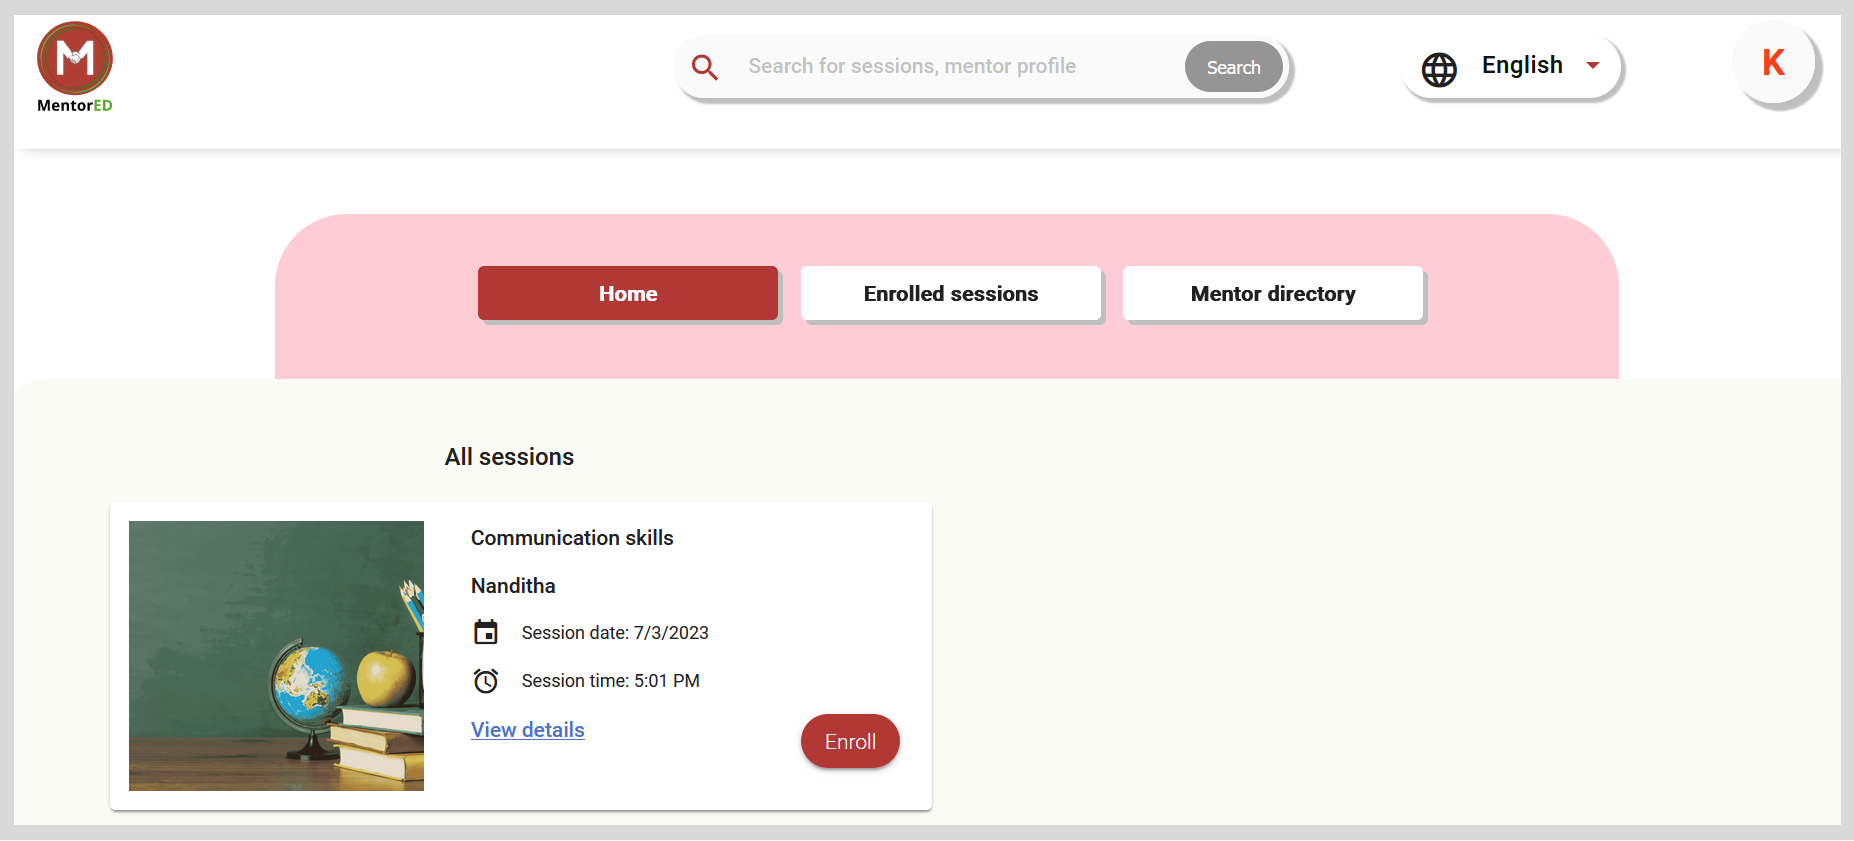 M
MentorED
Search for sessions, mentor profile
Search
English
K
Home
Enrolled sessions
Mentor directory
All sessions
Communication skills
Nanditha
Session date: 7/3/2023
Session time: 5:01 PM
View details
Enroll